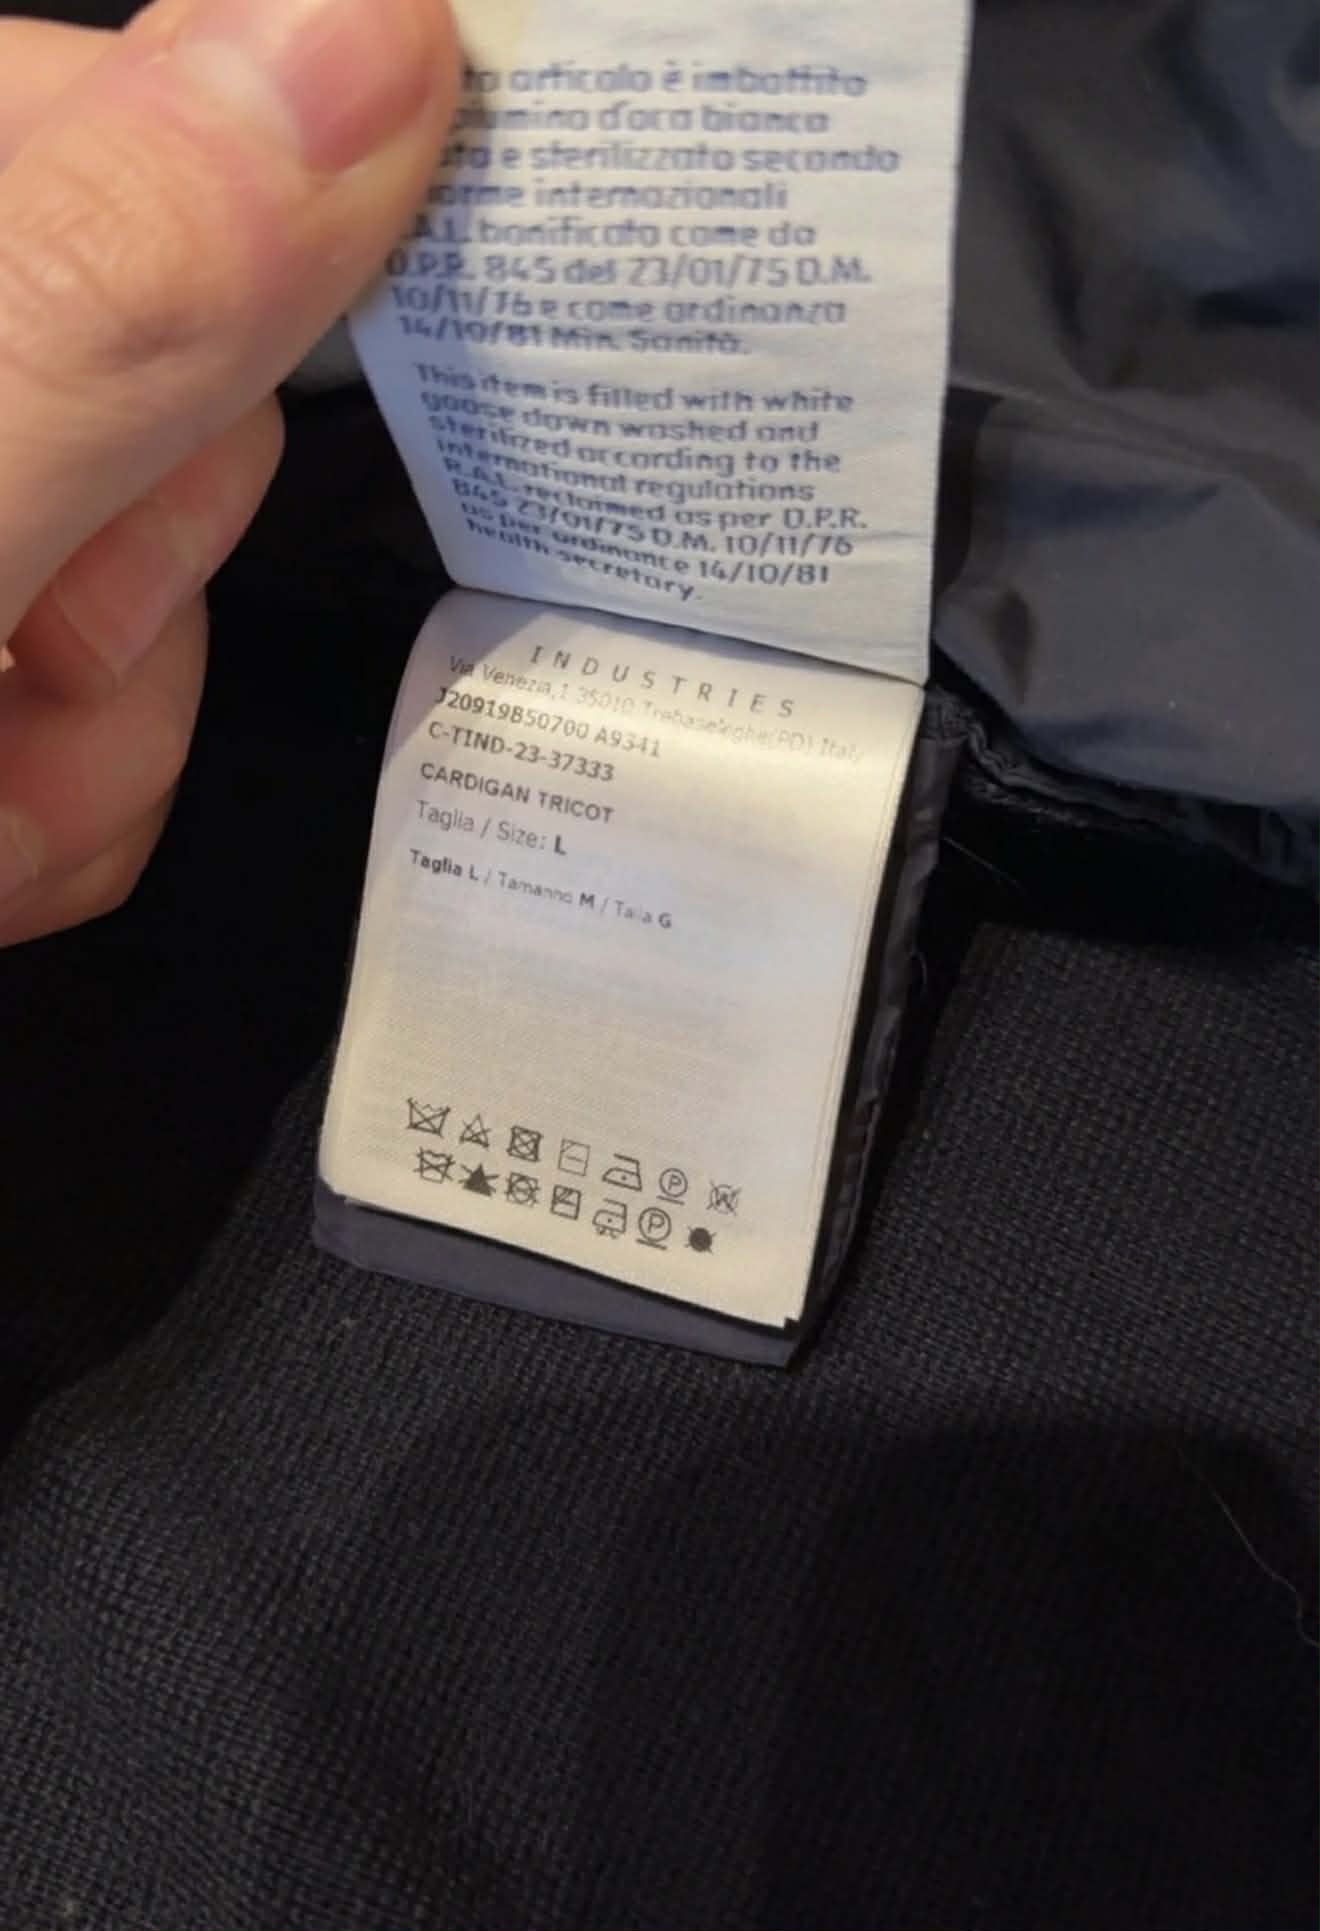 articolo è imbottito
d'oca bianca
e sterilizzato secondo
norme internazionali
bonificato come da
D.P.R. 845 del 23/01/75 D.M.
10/11/76 e come ordinanza
14/10/81 Min. Sanità.
This item is filled with white
goose down washed and
sterilized according to the
international regulations
R.A.L. reclaimed as per D.P.R.
845 23/01/75 D.M. 10/11/76
as per ordinance 14/10/81
health secretary.
INDUSTRIES
Via Venezia,1 35010 Trebaseleghe(PD) Italy
J20919B50700 A9341
C-TIND-23-37333
CARDIGAN TRICOT
Taglia / Size: L
Taglia L / Tamanho M / Talla G
P W
P